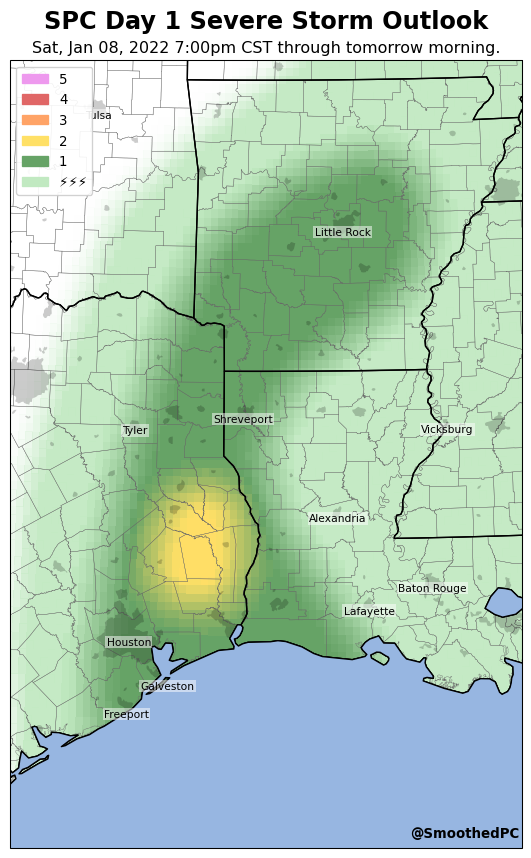 SPC Day 1 Severe Storm Outlook
Sat, Jan 08, 2022 7:00pm CST through tomorrow morning.
5
4
3
2
1
⚡⚡⚡
ulsa
Little Rock
Shreveport
Tyler
Vicksburg
Alexandria
Baton Rouge
Lafayette
Houston
Galveston
Freeport
@SmoothedPC